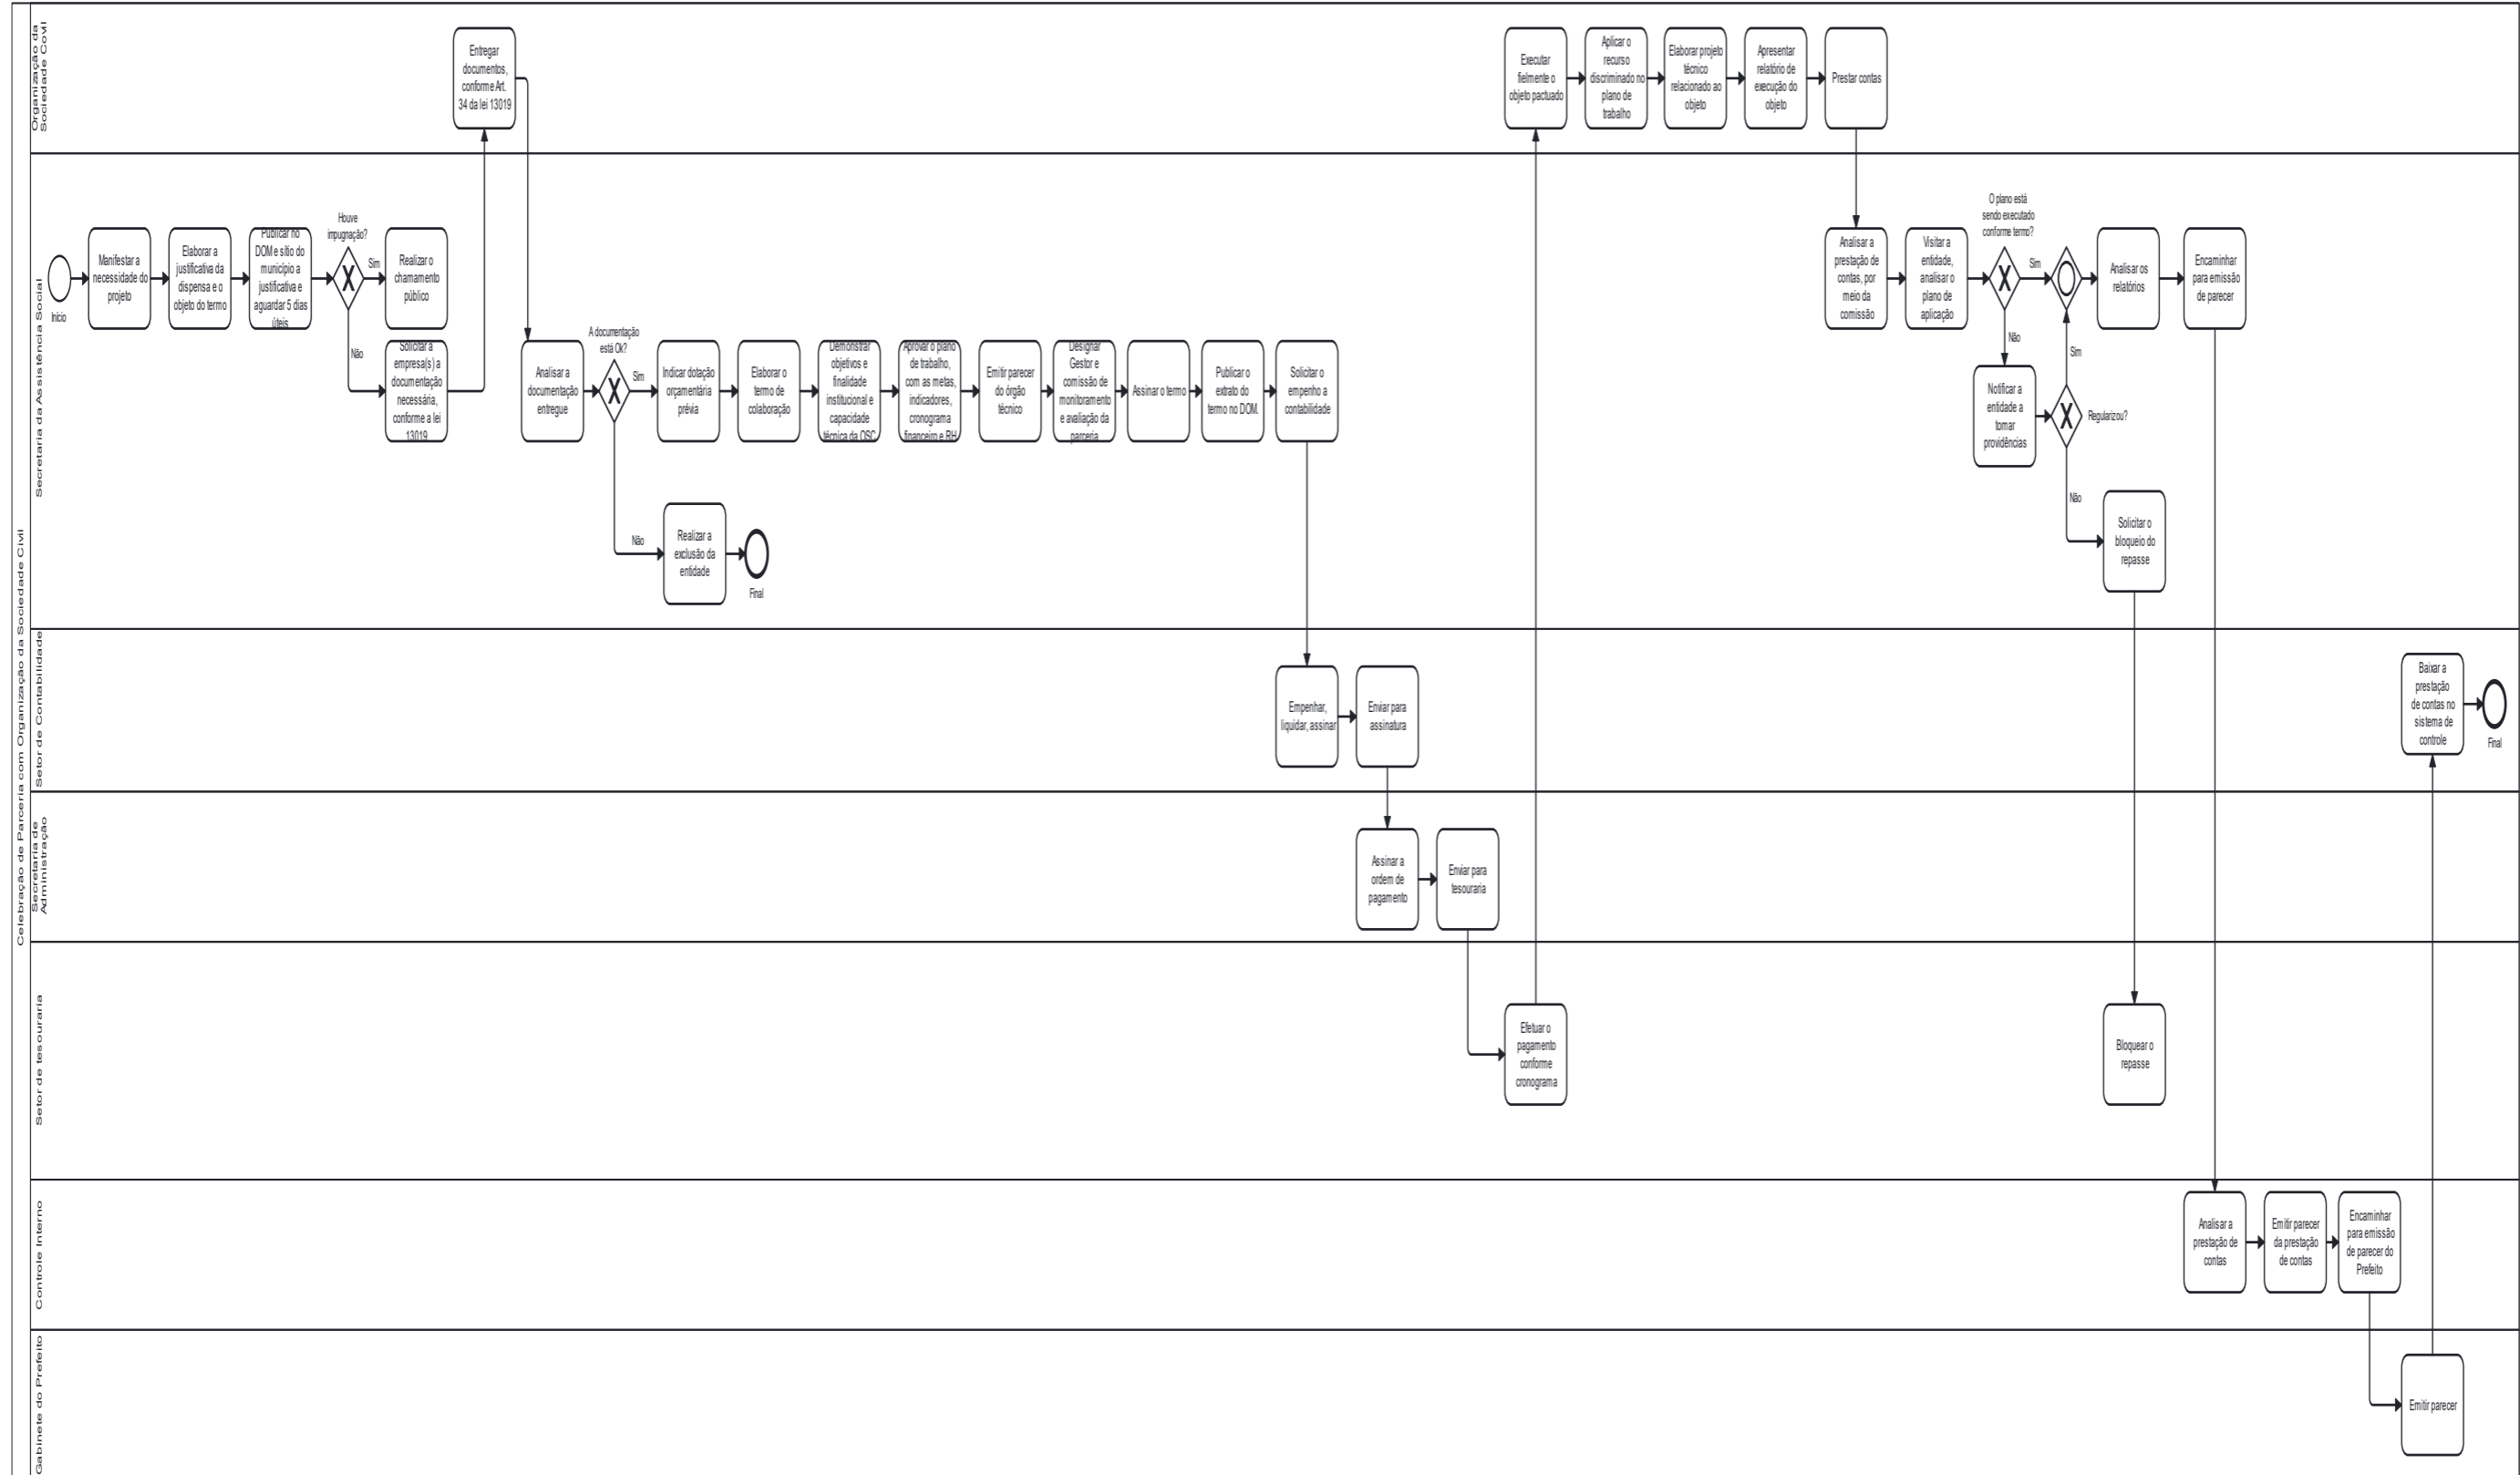 Celebração de Parceria com Organização da Sociedade Civil
Organização da
Sociedade Covil
Entregar
documentos,
conforme Art.
34 da lei 13019
Executar
fielmente o
objeto pactuado
Aplicar o
recurso
discriminado no
plano de
trabalho
Elaborar projeto
técnico
relacionado ao
objeto
Apresentar
relatório de
execução do
objeto
Prestar contas
Secretaria da Assistência Social
Início
Manifestar a
necessidade do
projeto
Elaborar a
justificativa da
dispensa e o
objeto do termo
Publicar no
DOM e sítio do
município a
justificativa e
aguardar 5 dias
úteis
Houve
impugnação?
Sim
Não
Realizar o
chamamento
público
Solicitar a
empresa(s) a
documentação
necessária,
conforme a lei
13019
Analisar a
documentação
entregue
A documentação
está Ok?
Sim
Não
Indicar dotação
orçamentária
prévia
Elaborar o
termo de
colaboração
Demonstrar
objetivos e
finalidade
institucional e
capacidade
técnica da OSC
Aprovar o plano
de trabalho,
com as metas,
indicadores,
cronograma
financeiro e RH
Emitir parecer
do órgão
técnico
Designar
Gestor e
comissão de
monitoramento
e avaliação da
parceria
Assinar o termo
Publicar o
extrato do
termo no DOM.
Solicitar o
empenho a
contabilidade
Realizar a
exclusão da
entidade
Final
Analisar a
prestação de
contas, por
meio da
comissão
Visitar a
entidade,
analisar o
plano de
aplicação
O plano está
sendo executado
conforme termo?
Sim
Não
Notificar a
entidade a
tomar
providências
Regularizou?
Sim
Não
Solicitar o
bloqueio do
repasse
Analisar os
relatórios
Encaminhar
para emissão
de parecer
Setor de Contabilidade
Empenhar,
liquidar, assinar
Enviar para
assinatura
Baixar a
prestação
de contas no
sistema de
controle
Final
Secretaria de
Administração
Assinar a
ordem de
pagamento
Enviar para
tesouraria
Setor de tesouraria
Efetuar o
pagamento
conforme
cronograma
Bloquear o
repasse
Controle Interno
Analisar a
prestação de
contas
Emitir parecer
da prestação
de contas
Encaminhar
para emissão
de parecer do
Prefeito
Gabinete do Prefeito
Emitir parecer